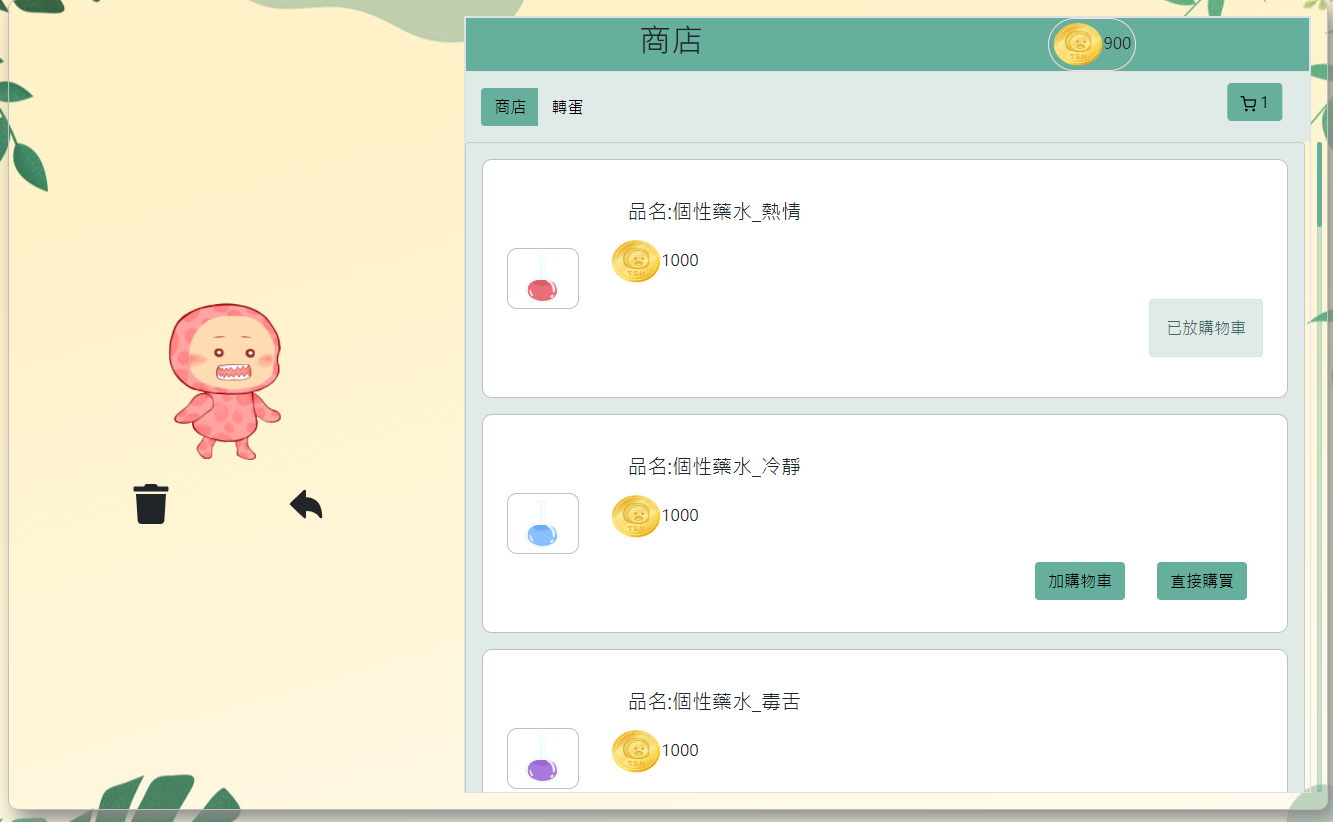 商店
900
商店 轉蛋
1
品名:個性藥水_熱情
1000
已放購物車
品名:個性藥水_冷靜
1000
加購物車 直接購買
品名:個性藥水_毒舌
1000